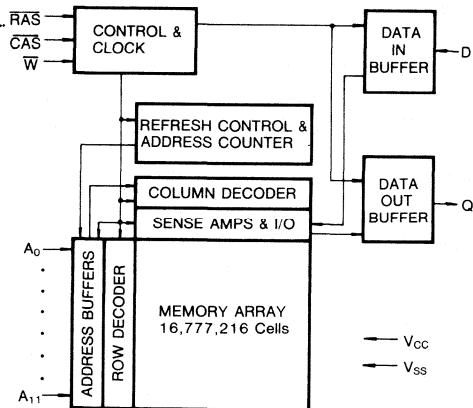 RAS
CAS
W
CONTROL &
CLOCK
DATA
IN
BUFFER
D
REFRESH CONTROL &
ADDRESS COUNTER
COLUMN DECODER
SENSE AMPS & I/O
DATA
OUT
BUFFER
Q
A0
A11
ADDRESS BUFFERS
ROW DECODER
MEMORY ARRAY
16,777,216 Cells
VCC
VSS